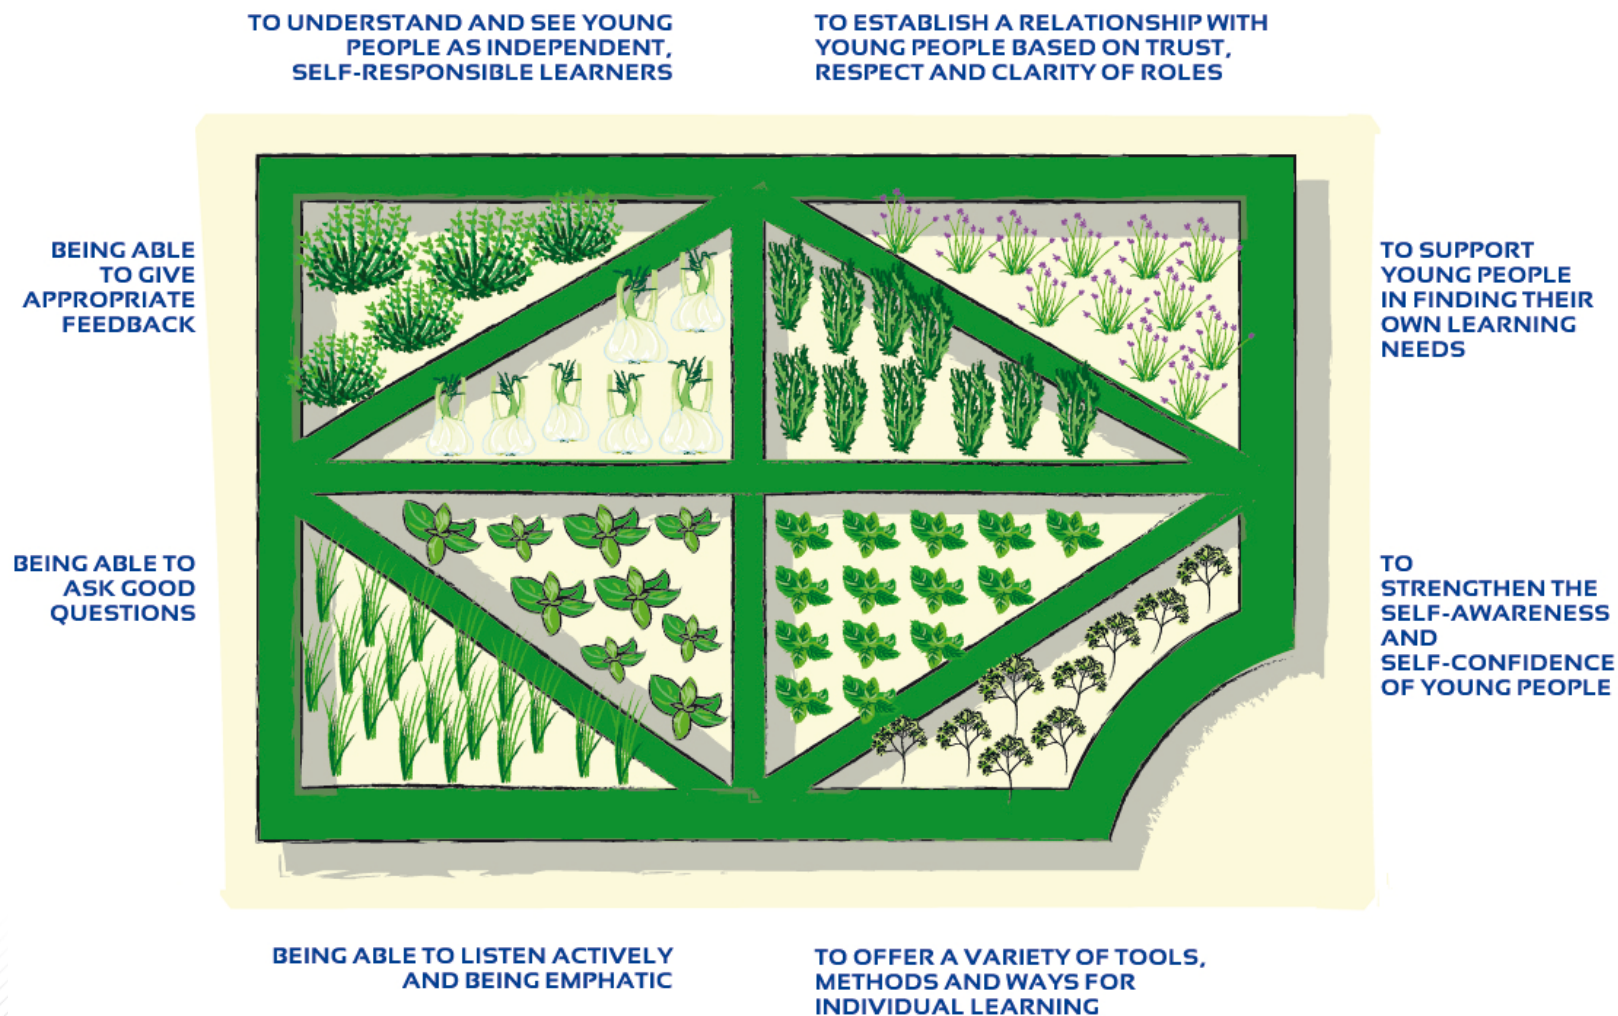 TO UNDERSTAND AND SEE YOUNG
PEOPLE AS INDEPENDENT,
SELF-RESPONSIBLE LEARNERS
TO ESTABLISH A RELATIONSHIP WITH
YOUNG PEOPLE BASED ON TRUST,
RESPECT AND CLARITY OF ROLES
BEING ABLE
TO GIVE
APPROPRIATE
FEEDBACK
TO SUPPORT
YOUNG PEOPLE
IN FINDING THEIR
OWN LEARNING
NEEDS
BEING ABLE TO
ASK GOOD
QUESTIONS
TO
STRENGTHEN THE
SELF-AWARENESS
AND
SELF-CONFIDENCE
OF YOUNG PEOPLE
BEING ABLE TO LISTEN ACTIVELY
AND BEING EMPHATIC
TO OFFER A VARIETY OF TOOLS,
METHODS AND WAYS FOR
INDIVIDUAL LEARNING